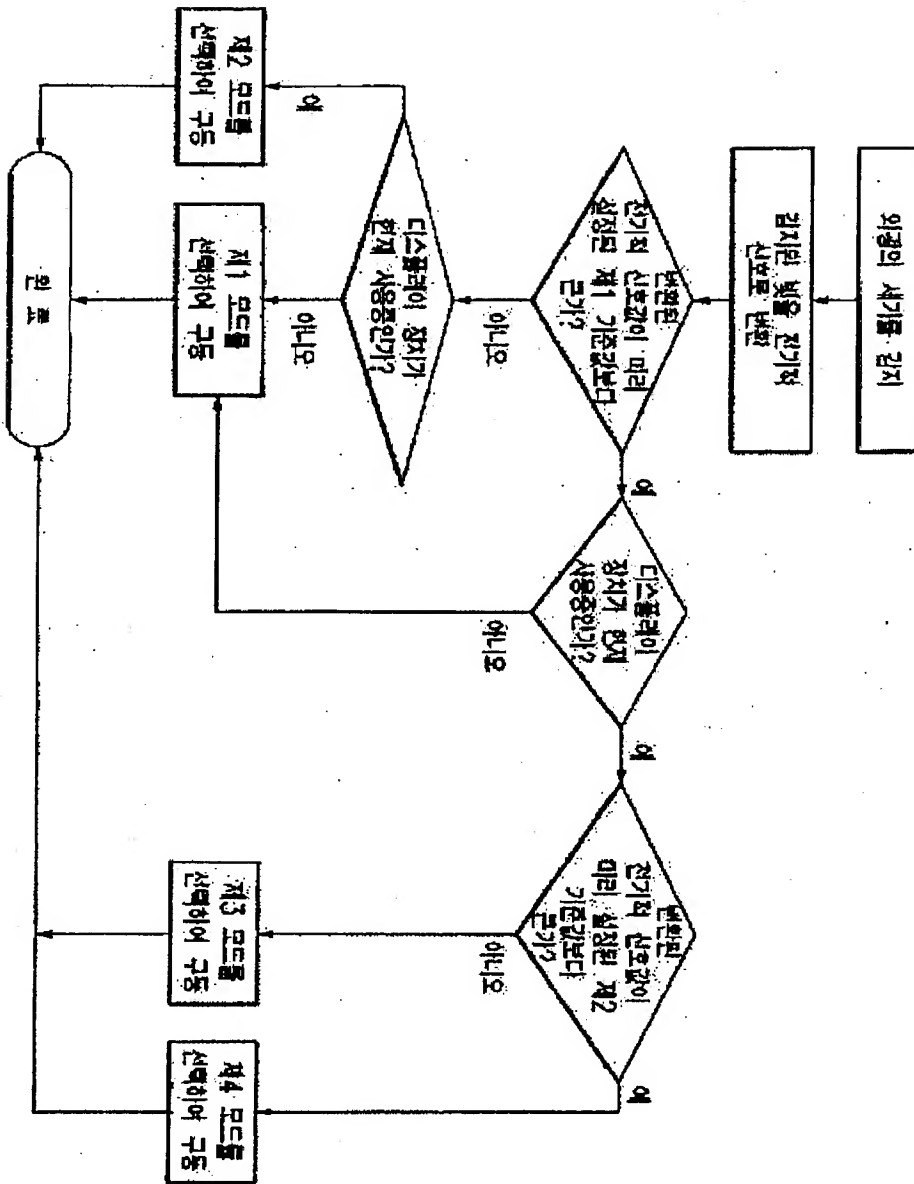 외광의 세기를 감지
감지된 빛을 전기적
신호로 변환
변환된
전기적 신호값이 미리
설정된 제1 기준값보다
큰가?
예
아니오
디스플레이
장치가 현재
사용중인가?
예
아니오
변환된
전기적 신호값이
미리 설정된 제2
기준값보다
큰가?
예
아니오
디스플레이 장치가
현재 사용중인가?
예
아니오
제2 모드를
선택하여 구동
제1 모드를
선택하여 구동
제3 모드를
선택하여 구동
제4 모드를
선택하여 구동
완 료